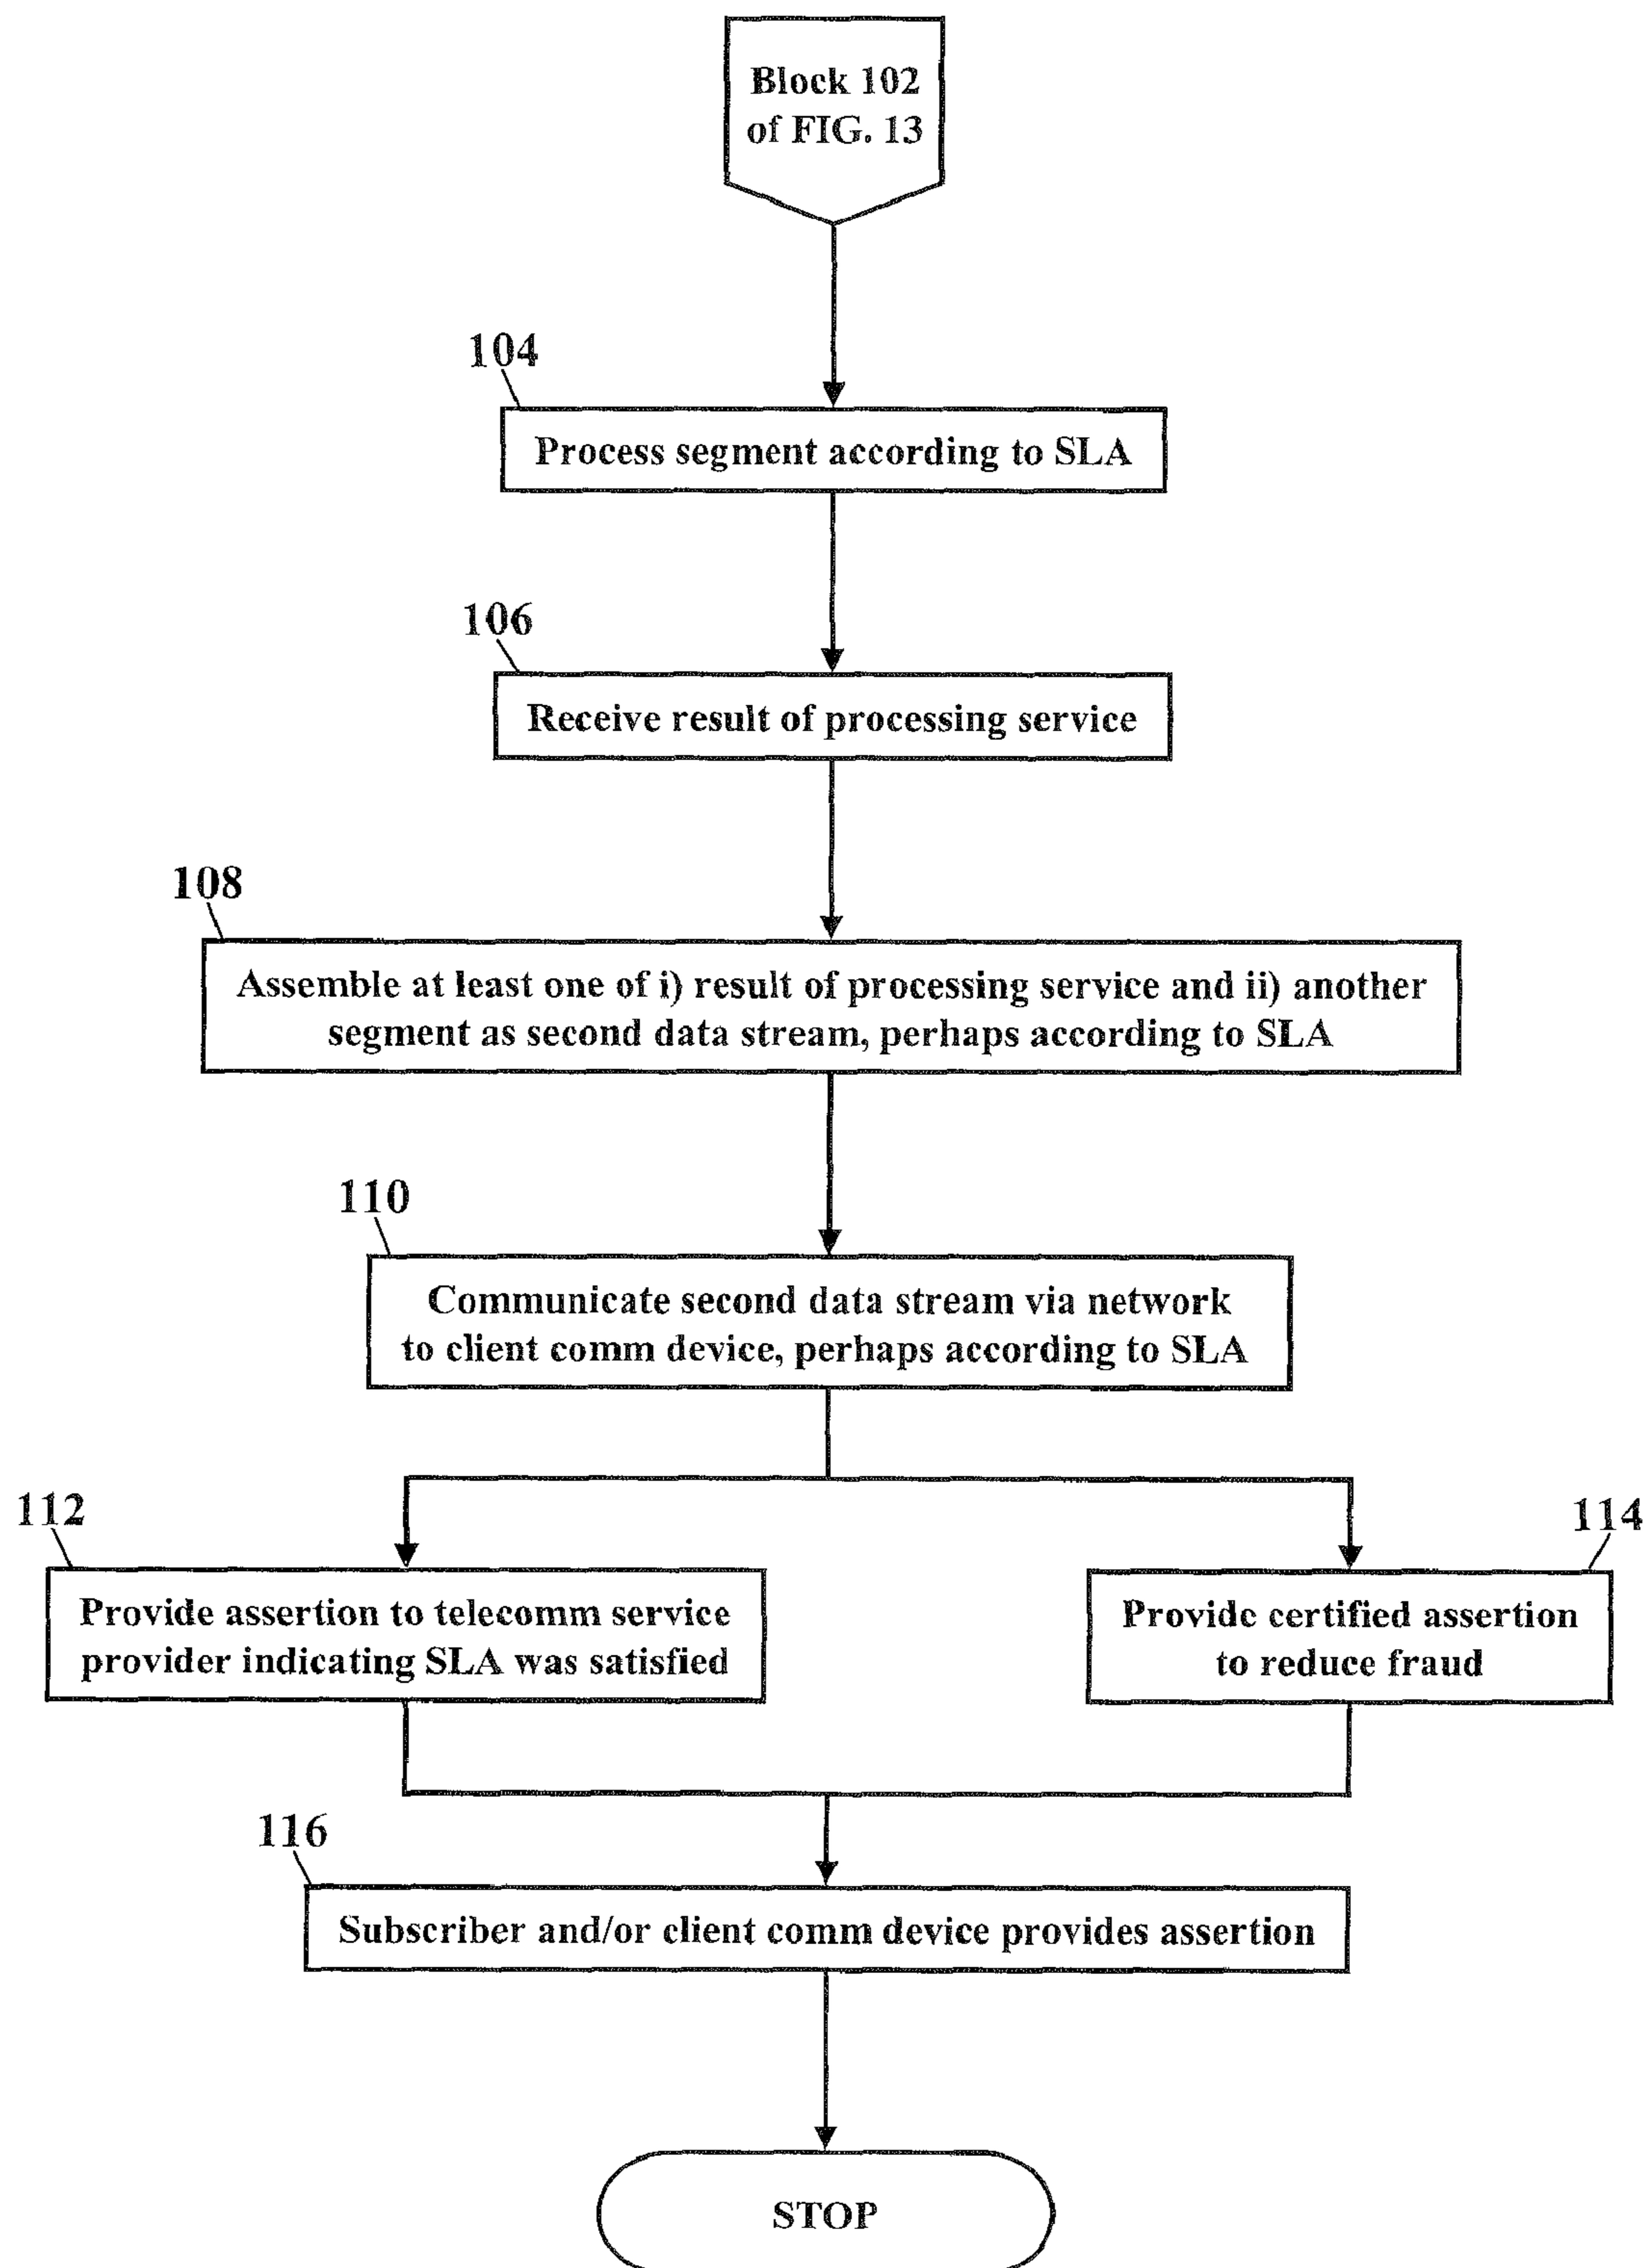 Block 102
of FIG. 13
104
Process segment according to SLA
106
Receive result of processing service
108
Assemble at least one of i) result of processing service and ii) another
segment as second data stream, perhaps according to SLA
110
Communicate second data stream via network
to client comm device, perhaps according to SLA
112
Provide assertion to telecomm service
provider indicating SLA was satisfied
114
Provide certified assertion
to reduce fraud
116
Subscriber and/or client comm device provides assertion
STOP